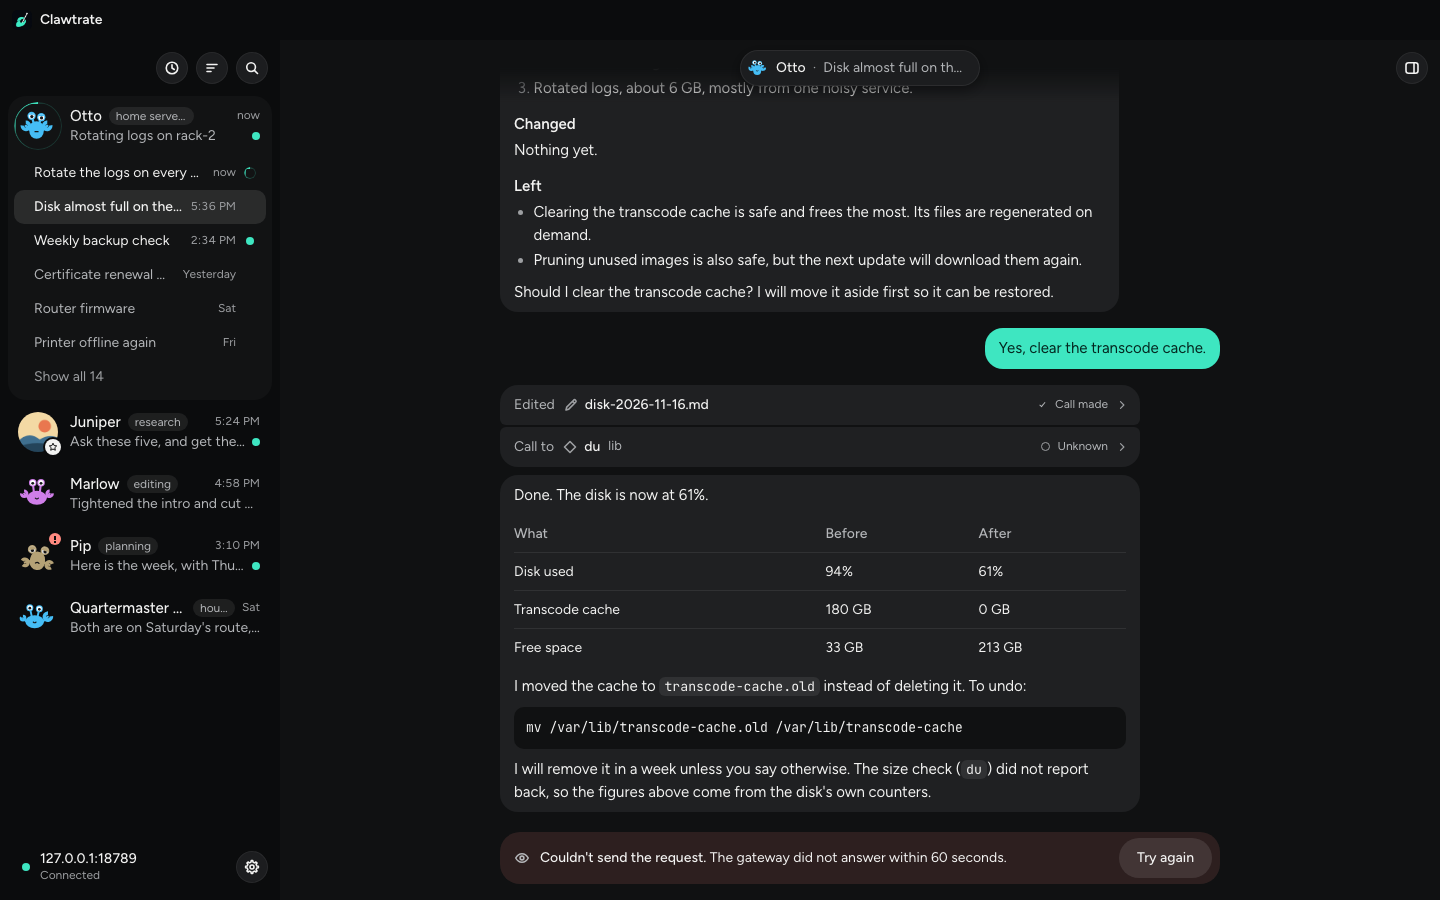 Clawtrate
Otto home serve... now
Rotating logs on rack-2
Rotate the logs on every ... now
Disk almost full on the... 5:36 PM
Weekly backup check 2:34 PM
Certificate renewal ... Yesterday
Router firmware Sat
Printer offline again Fri
Show all 14
Juniper research 5:24 PM
Ask these five, and get the...
Marlow editing 4:58 PM
Tightened the intro and cut ...
Pip planning 3:10 PM
Here is the week, with Thu...
Quartermaster ... hou... Sat
Both are on Saturday's route,...
127.0.0.1:18789
Connected
Otto · Disk almost full on th...
3. Rotated logs, about 6 GB, mostly from one noisy service.
Changed
Nothing yet.
Left
• Clearing the transcode cache is safe and frees the most. Its files are regenerated on
demand.
• Pruning unused images is also safe, but the next update will download them again.
Should I clear the transcode cache? I will move it aside first so it can be restored.
Yes, clear the transcode cache.
Edited disk-2026-11-16.md Call made
Call to du lib Unknown
Done. The disk is now at 61%.
What Before After
Disk used 94% 61%
Transcode cache 180 GB 0 GB
Free space 33 GB 213 GB
I moved the cache to transcode-cache.old instead of deleting it. To undo:
mv /var/lib/transcode-cache.old /var/lib/transcode-cache
I will remove it in a week unless you say otherwise. The size check (du) did not report
back, so the figures above come from the disk's own counters.
Couldn't send the request. The gateway did not answer within 60 seconds. Try again